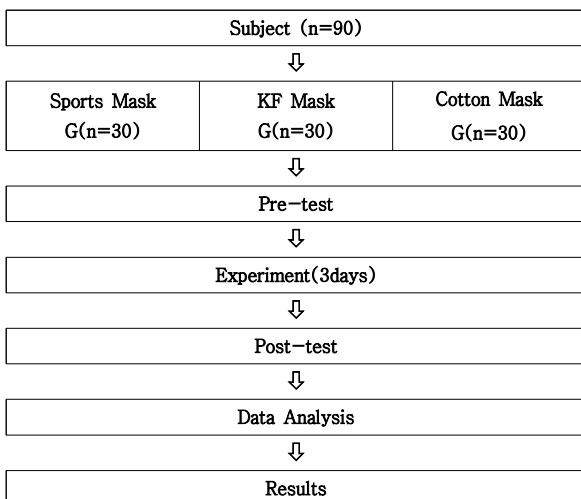 Subject (n=90)
Sports Mask
G(n=30)
KF Mask
G(n=30)
Cotton Mask
G(n=30)
Pre-test
Experiment(3days)
Post-test
Data Analysis
Results